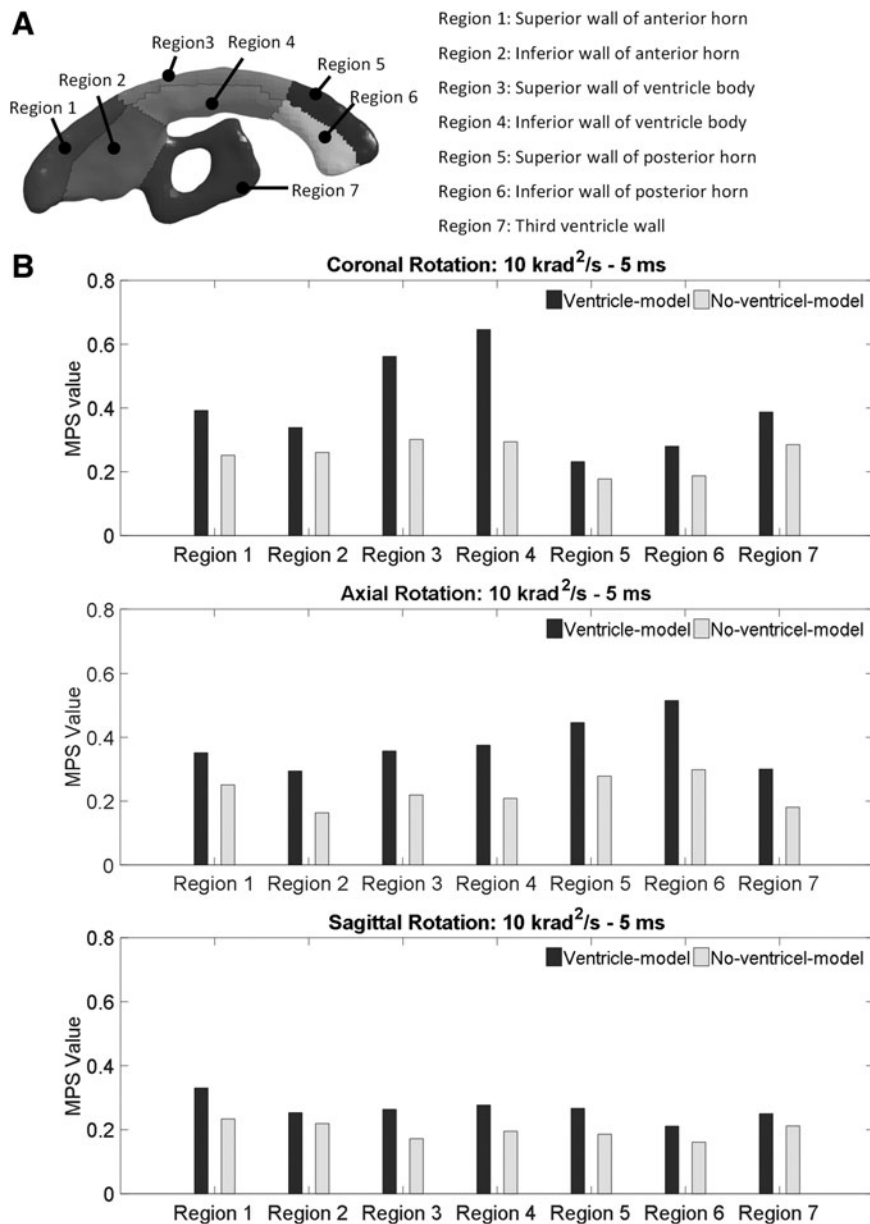 A
Region3
Region 4
Region 2
Region 5
Region 1
Region 6
Region 7
Region 1: Superior wall of anterior horn
Region 2: Inferior wall of anterior horn
Region 3: Superior wall of ventricle body
Region 4: Inferior wall of ventricle body
Region 5: Superior wall of posterior horn
Region 6: Inferior wall of posterior horn
Region 7: Third ventricle wall
B
Coronal Rotation: 10 krad²/s - 5 ms
Ventricle-model No-ventricel-model
MPS value
0.8
0.6
0.4
0.2
0
Region 1 Region 2 Region 3 Region 4 Region 5 Region 6 Region 7
Axial Rotation: 10 krad²/s - 5 ms
Ventricle-model No-ventricel-model
MPS Value
0.8
0.6
0.4
0.2
0
Region 1 Region 2 Region 3 Region 4 Region 5 Region 6 Region 7
Sagittal Rotation: 10 krad²/s - 5 ms
Ventricle-model No-ventricel-model
MPS Value
0.8
0.6
0.4
0.2
0
Region 1 Region 2 Region 3 Region 4 Region 5 Region 6 Region 7